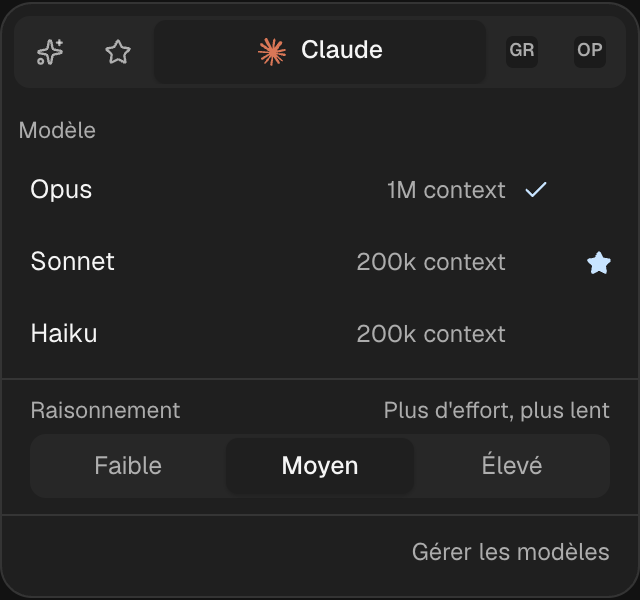 Claude GR OP
Modèle
Opus 1M context
Sonnet 200k context
Haiku 200k context
Raisonnement Plus d'effort, plus lent
Faible Moyen Élevé
Gérer les modèles